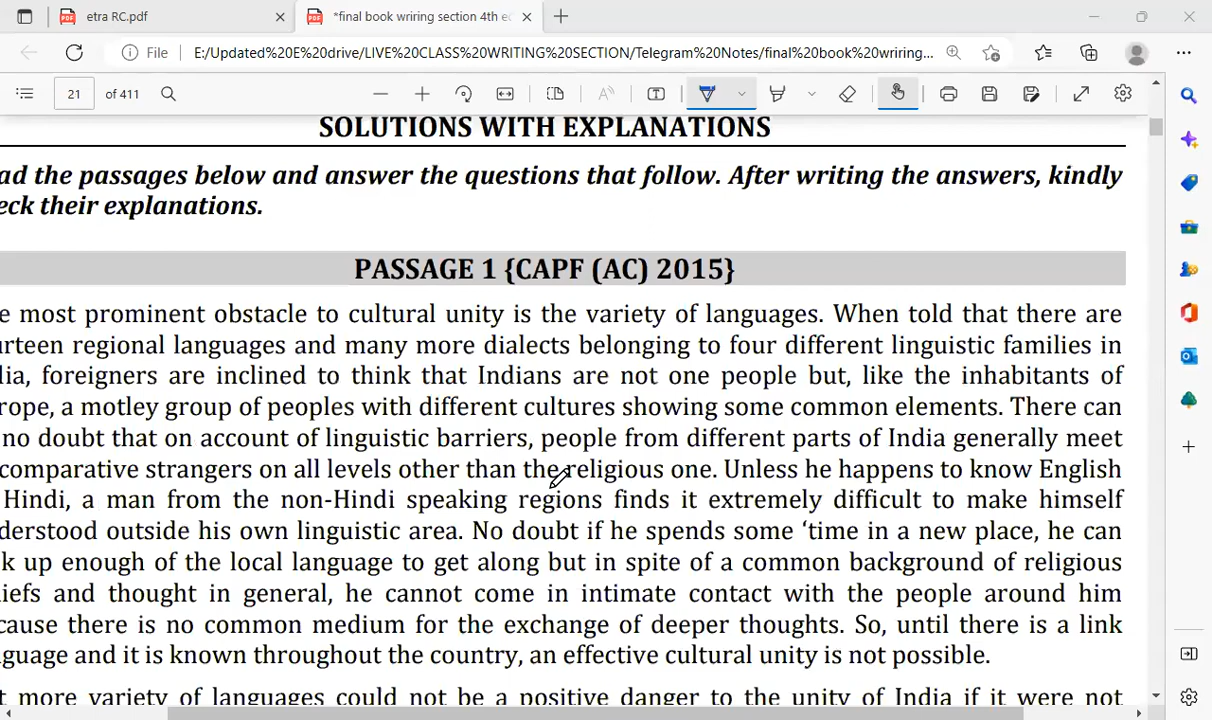 etra RC.pdf
*final book wriring section 4th ec
File
E:/Updated%20E%20drive/LIVE%20CLASS%20WRITING%20SECTION/Telegram%20Notes/final%20book%20wriring...
21 of 411
SOLUTIONS WITH EXPLANATIONS
ad the passages below and answer the questions that follow. After writing the answers, kindly
eck their explanations.
PASSAGE 1 {CAPF (AC) 2015}
e most prominent obstacle to cultural unity is the variety of languages. When told that there are
urteen regional languages and many more dialects belonging to four different linguistic families in
lia, foreigners are inclined to think that Indians are not one people but, like the inhabitants of
rope, a motley group of peoples with different cultures showing some common elements. There can
no doubt that on account of linguistic barriers, people from different parts of India generally meet
comparative strangers on all levels other than the religious one. Unless he happens to know English
Hindi, a man from the non-Hindi speaking regions finds it extremely difficult to make himself
derstood outside his own linguistic area. No doubt if he spends some ‘time in a new place, he can
k up enough of the local language to get along but in spite of a common background of religious
iefs and thought in general, he cannot come in intimate contact with the people around him
cause there is no common medium for the exchange of deeper thoughts. So, until there is a link
guage and it is known throughout the country, an effective cultural unity is not possible.
t more variety of languages could not be a positive danger to the unity of India if it were not